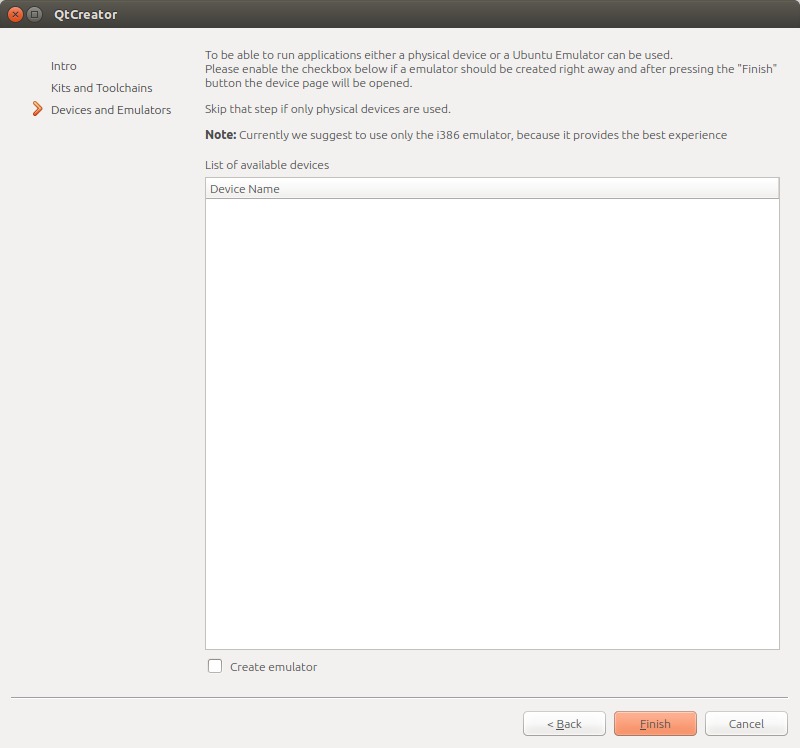 QtCreator
Intro
Kits and Toolchains
Devices and Emulators
To be able to run applications either a physical device or a Ubuntu Emulator can be used.
Please enable the checkbox below if a emulator should be created right away and after pressing the "Finish"
button the device page will be opened.
Skip that step if only physical devices are used.
Note: Currently we suggest to use only the i386 emulator, because it provides the best experience
List of available devices
Device Name
Create emulator
< Back
Finish
Cancel